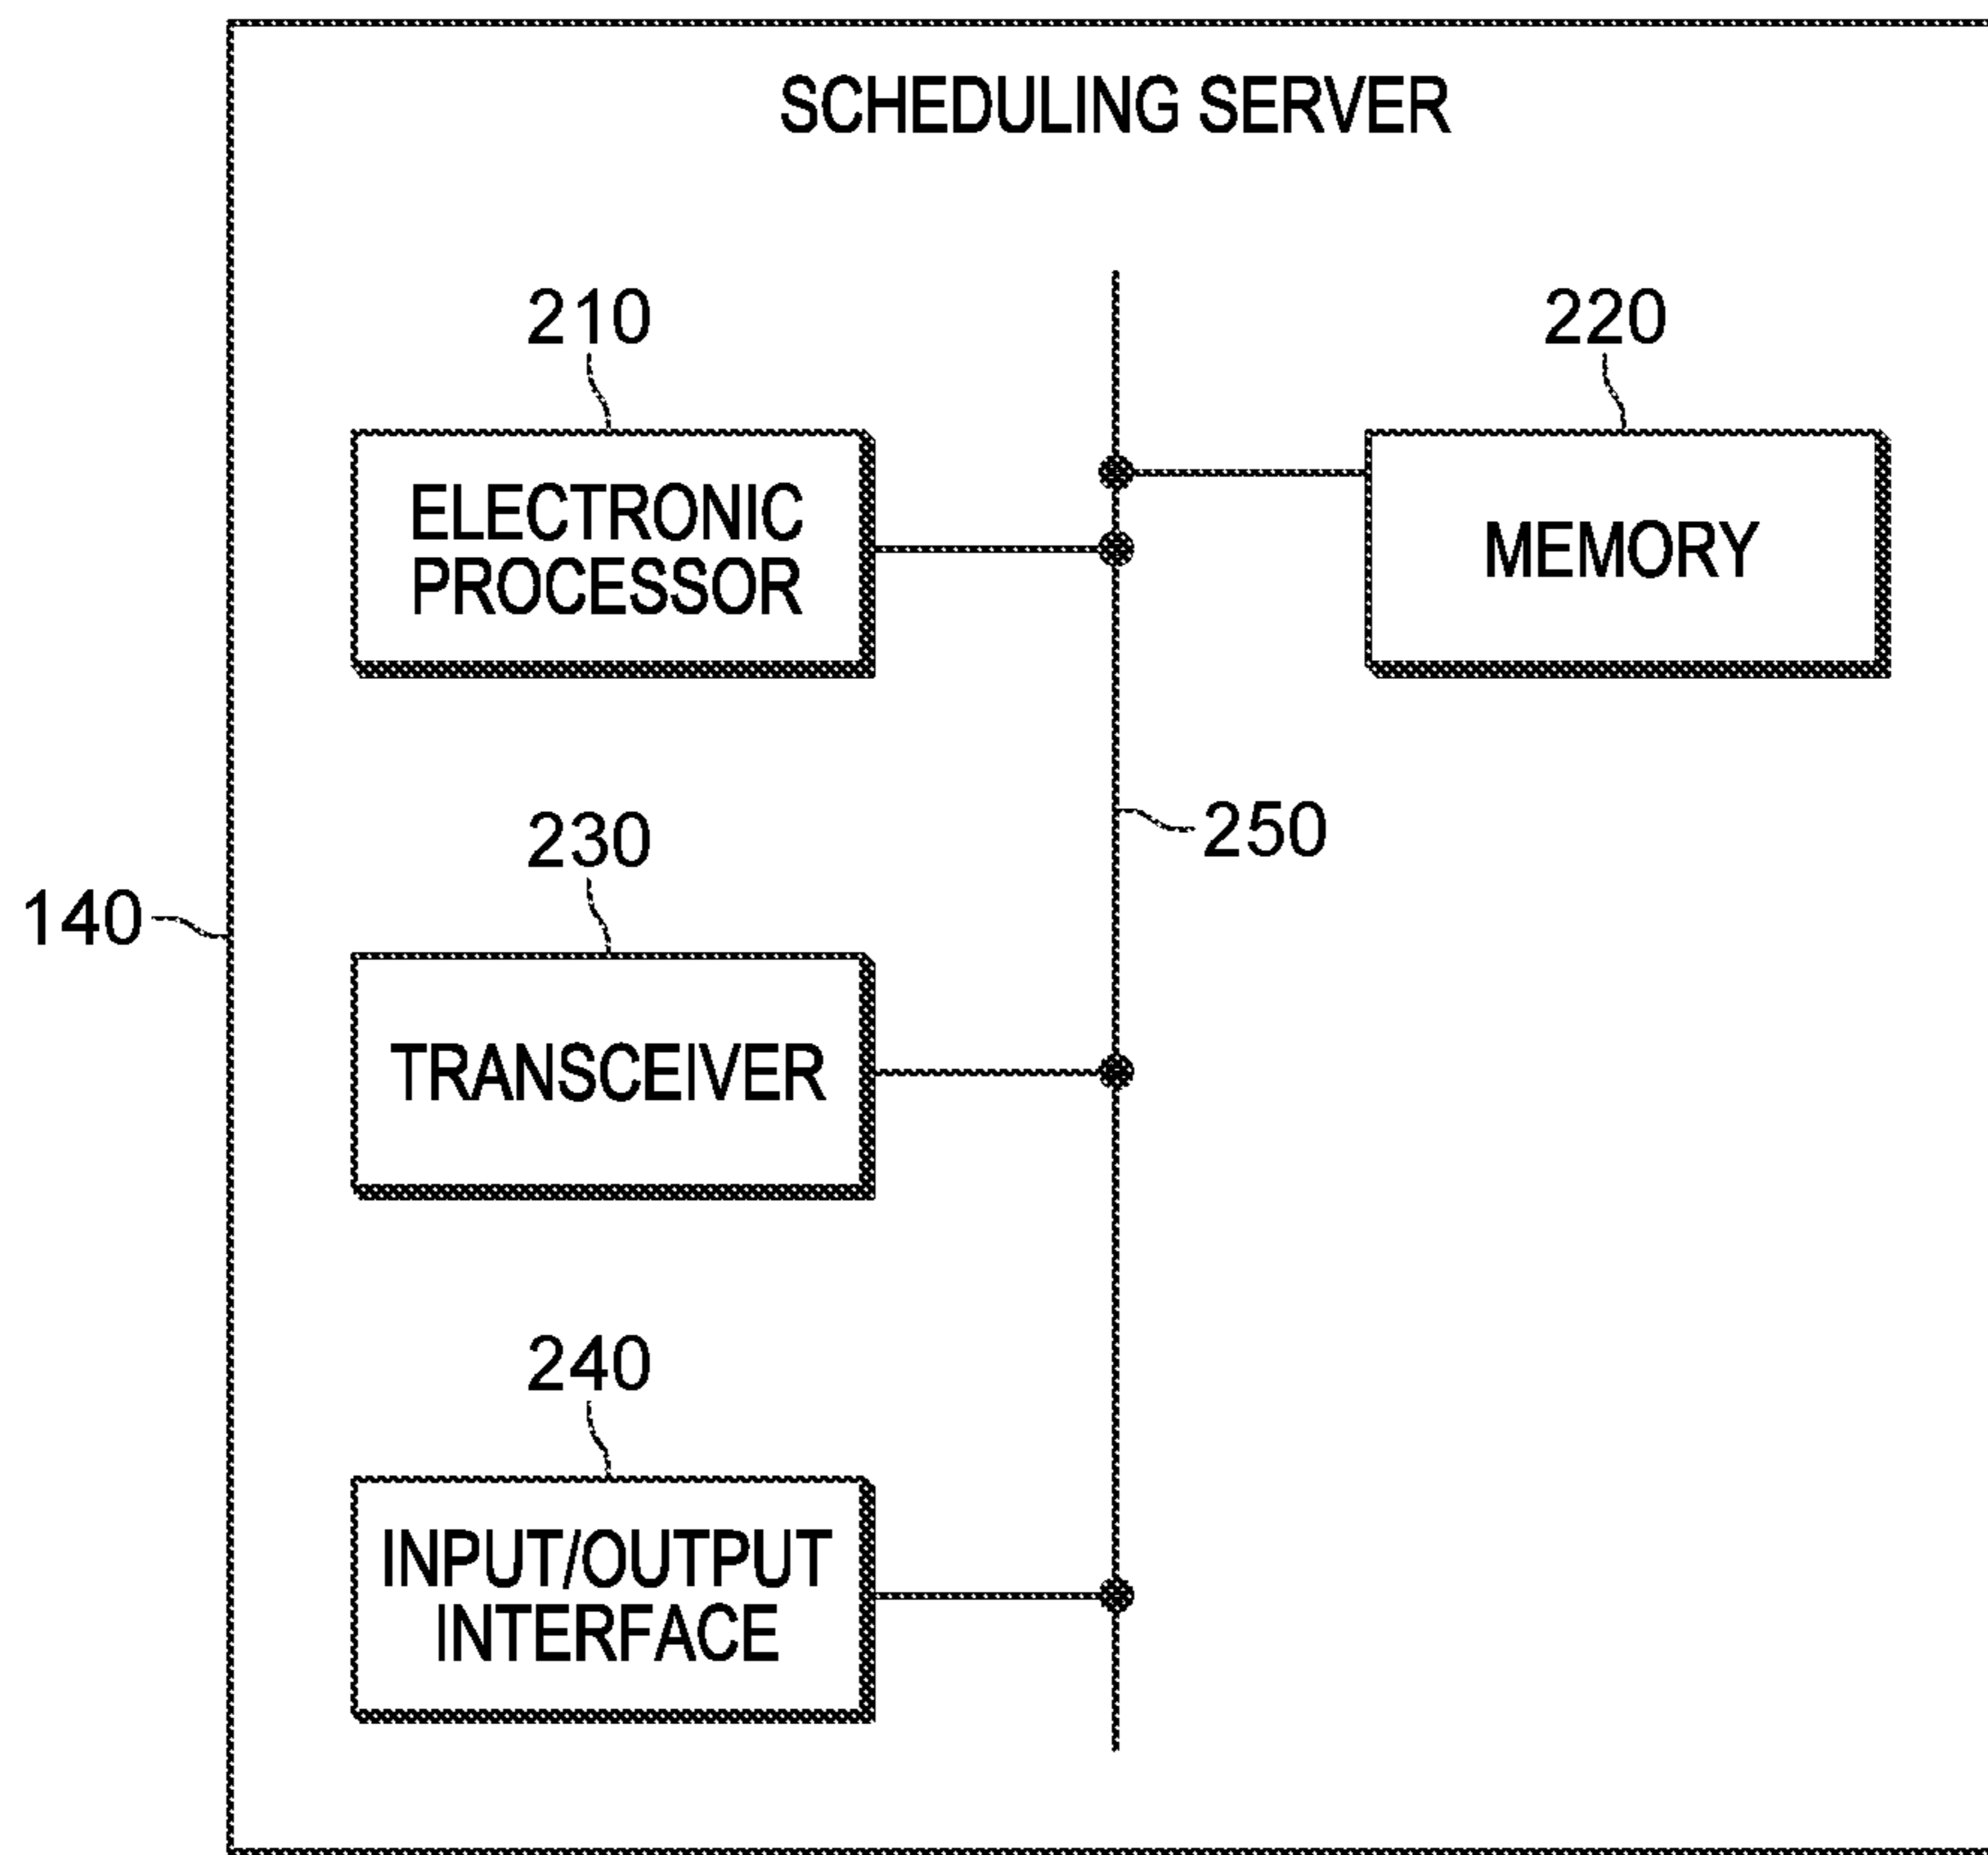 SCHEDULING SERVER
210
220
ELECTRONIC
PROCESSOR
MEMORY
230
250
140
TRANSCEIVER
240
INPUT/OUTPUT
INTERFACE